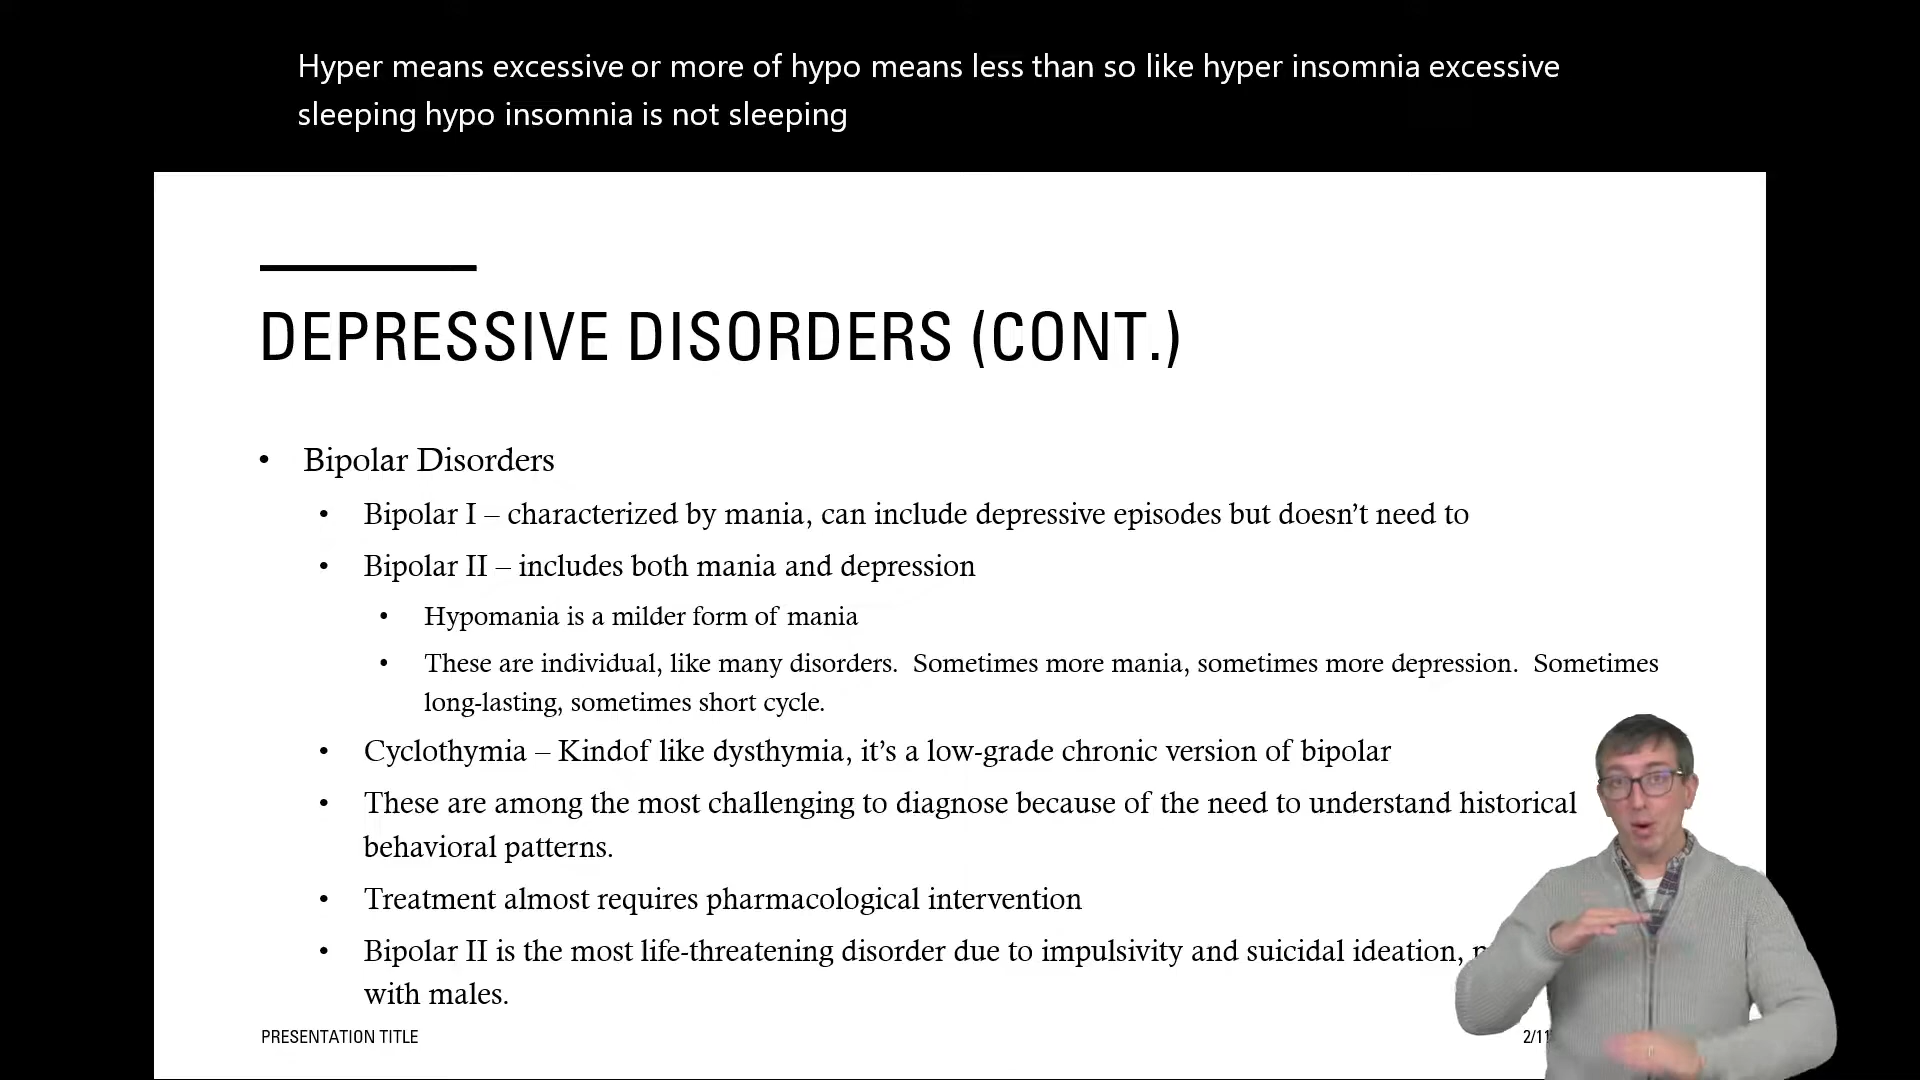 Hyper means excessive or more of hypo means less than so like hyper insomnia excessive
sleeping hypo insomnia is not sleeping
DEPRESSIVE DISORDERS (CONT.)
• Bipolar Disorders
• Bipolar I – characterized by mania, can include depressive episodes but doesn’t need to
• Bipolar II – includes both mania and depression
• Hypomania is a milder form of mania
• These are individual, like many disorders.  Sometimes more mania, sometimes more depression.  Sometimes
long-lasting, sometimes short cycle.
• Cyclothymia – Kindof like dysthymia, it’s a low-grade chronic version of bipolar
• These are among the most challenging to diagnose because of the need to understand historical
behavioral patterns.
• Treatment almost requires pharmacological intervention
• Bipolar II is the most life-threatening disorder due to impulsivity and suicidal ideation,
with males.
PRESENTATION TITLE
2/11